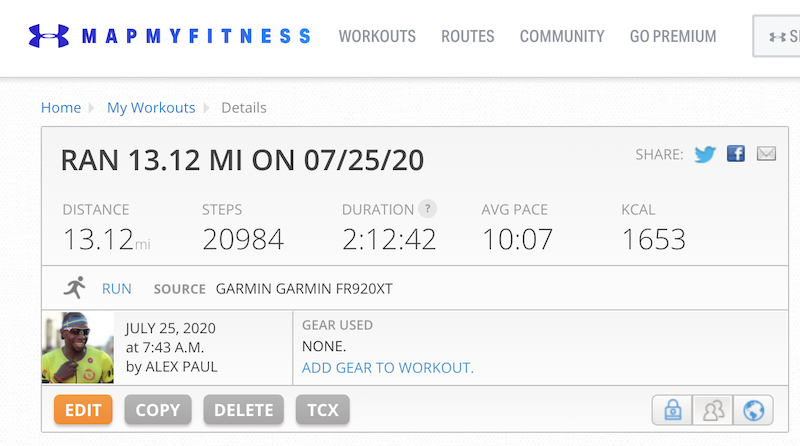 MAPMYFITNESS WORKOUTS ROUTES COMMUNITY GO PREMIUM
Home My Workouts Details
RAN 13.12 MI ON 07/25/20 SHARE:
DISTANCE STEPS DURATION ? AVG PACE KCAL
13.12mi 20984 2:12:42 10:07 1653
RUN SOURCE GARMIN GARMIN FR920XT
JULY 25, 2020
at 7:43 A.M.
by ALEX PAUL
GEAR USED
NONE.
ADD GEAR TO WORKOUT.
EDIT COPY DELETE TCX